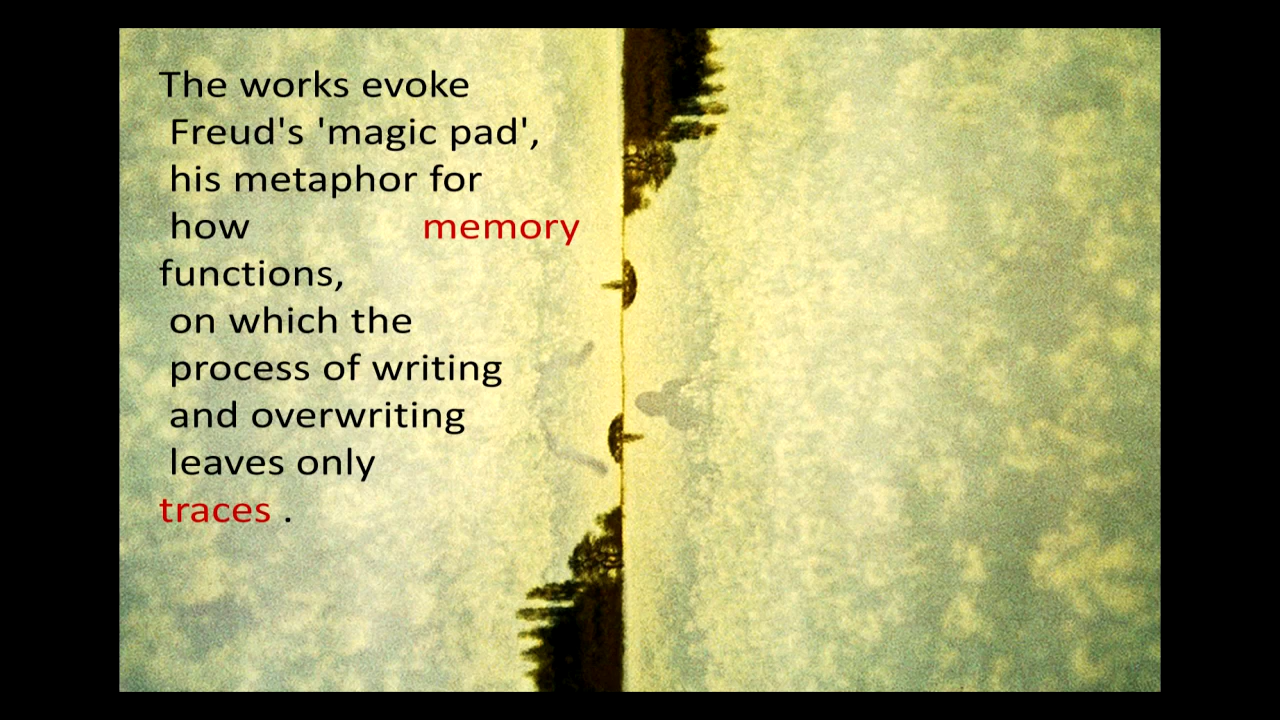 The works evoke
Freud's 'magic pad',
his metaphor for
how memory
functions,
on which the
process of writing
and overwriting
leaves only
traces .